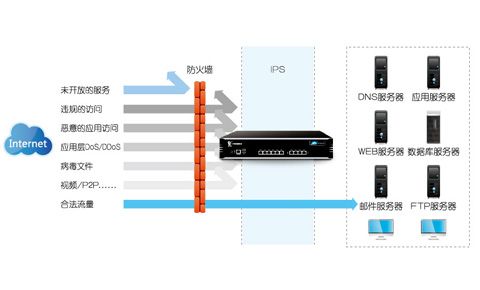 防火墙
IPS
Internet
未开放的服务
违规的访问
恶意的应用访问
应用层DoS/DDoS
病毒文件
视频/P2P......
合法流量
DNS服务器
应用服务器
WEB服务器
数据库服务器
邮件服务器
FTP服务器